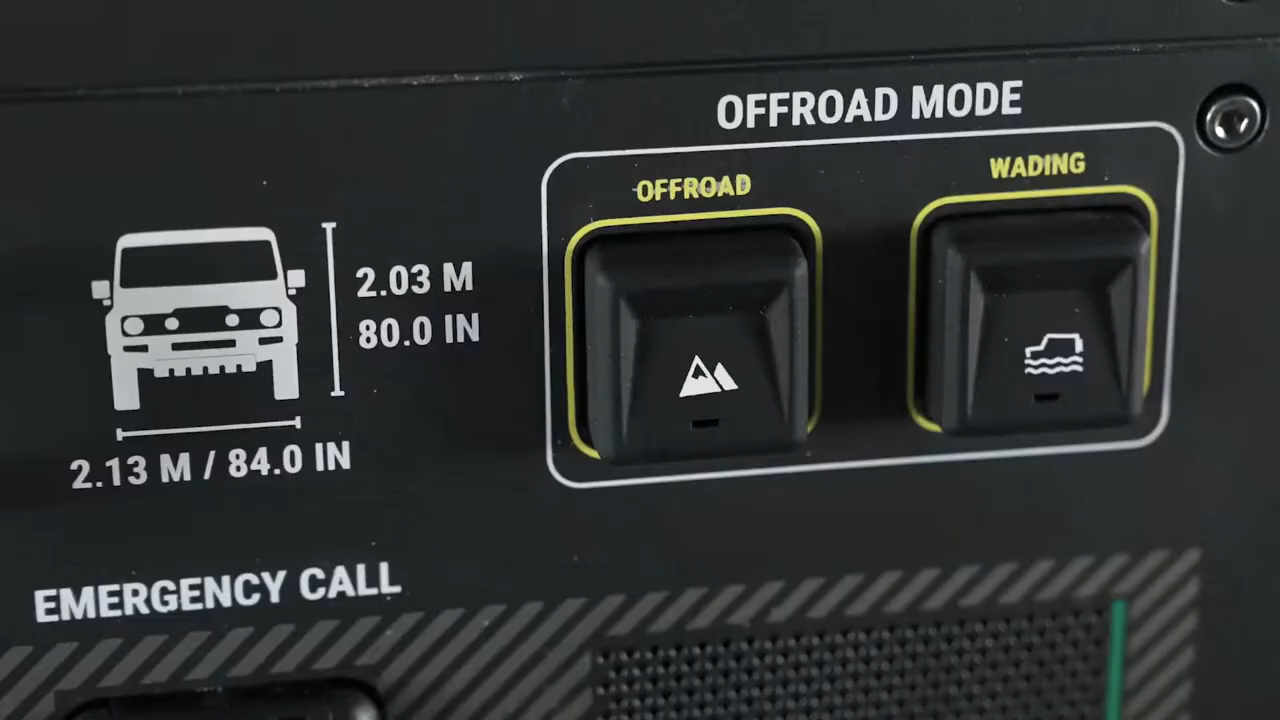 OFFROAD MODE
OFFROAD
WADING
2.03 M
80.0 IN
2.13 M / 84.0 IN
EMERGENCY CALL